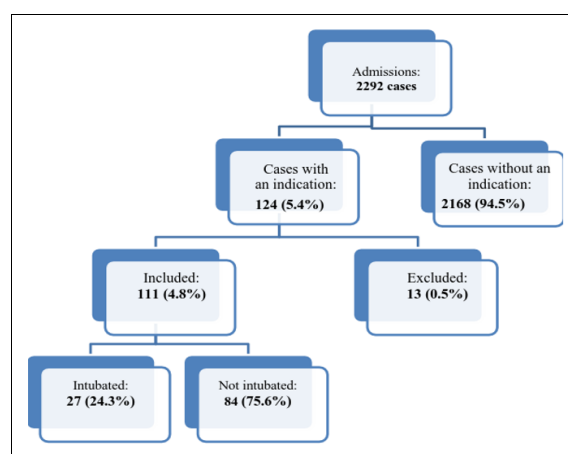 Admissions:
2292 cases
Cases with
an indication:
124 (5.4%)
Cases without an
indication:
2168 (94.5%)
Included:
111 (4.8%)
Excluded:
13 (0.5%)
Intubated:
27 (24.3%)
Not intubated:
84 (75.6%)